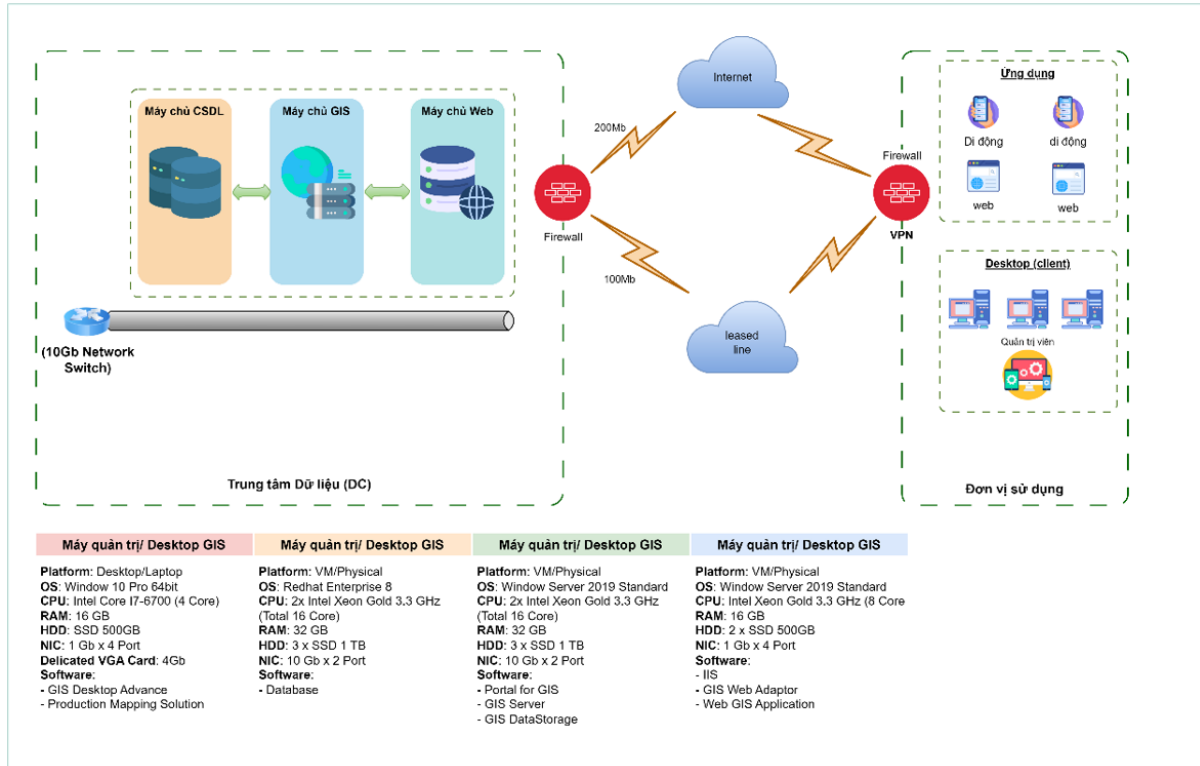 Máy chủ CSDL
Máy chủ GIS
Máy chủ Web
(10Gb Network
Switch)
Trung tâm Dữ liệu (DC)
Firewall
200Mb
100Mb
Internet
leased
line
Firewall
VPN
Ứng dụng
Di động
di động
web
web
Desktop (client)
Quản trị viên
Đơn vị sử dụng
Máy quản trị/ Desktop GIS
Platform: Desktop/Laptop
OS: Window 10 Pro 64bit
CPU: Intel Core I7-6700 (4 Core)
RAM: 16 GB
HDD: SSD 500GB
NIC: 1 Gb x 4 Port
Delicated VGA Card: 4Gb
Software:
- GIS Desktop Advance
- Production Mapping Solution
Máy quản trị/ Desktop GIS
Platform: VM/Physical
OS: Redhat Enterprise 8
CPU: 2x Intel Xeon Gold 3.3 GHz
(Total 16 Core)
RAM: 32 GB
HDD: 3 x SSD 1 TB
NIC: 10 Gb x 2 Port
Software:
- Database
Máy quản trị/ Desktop GIS
Platform: VM/Physical
OS: Window Server 2019 Standard
CPU: 2x Intel Xeon Gold 3.3 GHz
(Total 16 Core)
RAM: 32 GB
HDD: 3 x SSD 1 TB
NIC: 10 Gb x 2 Port
Software:
- Portal for GIS
- GIS Server
- GIS DataStorage
Máy quản trị/ Desktop GIS
Platform: VM/Physical
OS: Window Server 2019 Standard
CPU: Intel Xeon Gold 3.3 GHz (8 Core
RAM: 16 GB
HDD: 2 x SSD 500GB
NIC: 1 Gb x 4 Port
Software:
- IIS
- GIS Web Adaptor
- Web GIS Application